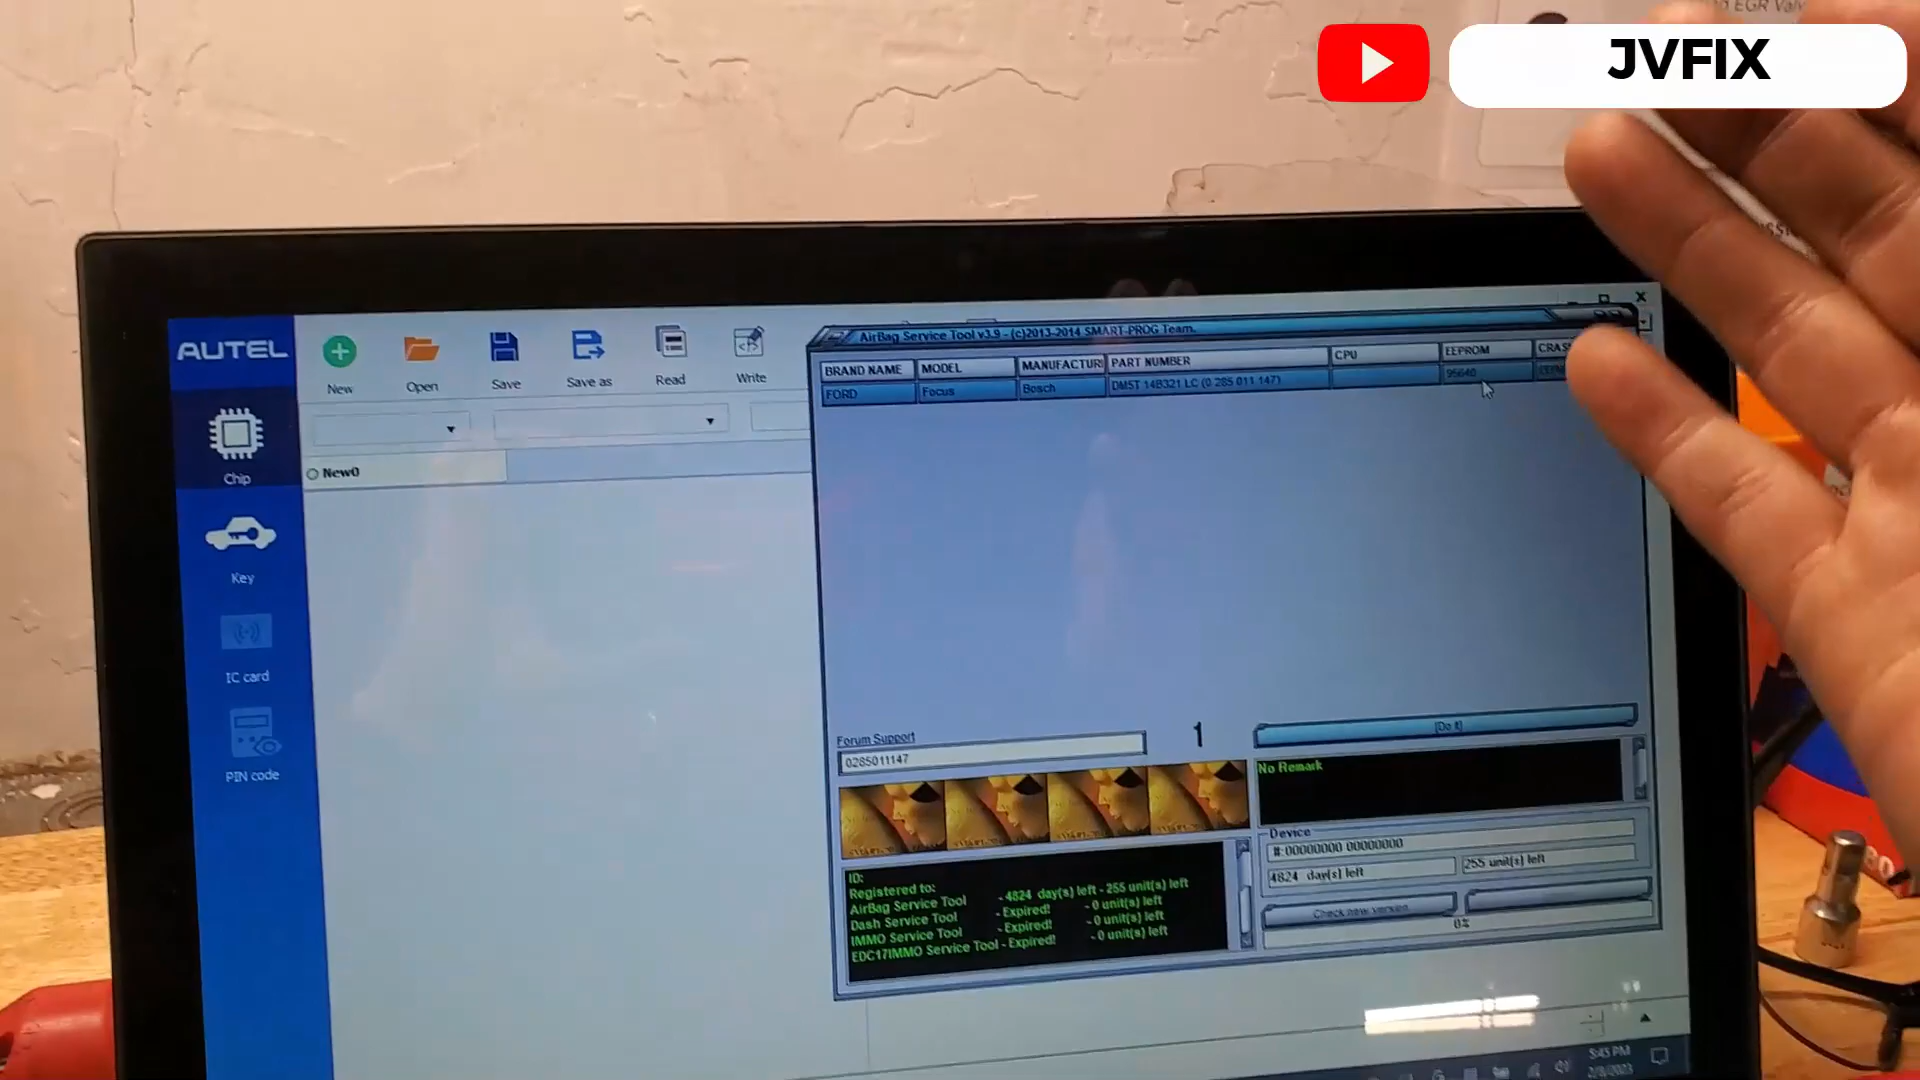 EGR Valv
JVFIX
AUTEL
New
Open
Save
Save as
Read
Write
Chip
New0
Key
IC card
PIN code
AirBag Service Tool v3.9 - (c)2013-2014 SMART-PROG Team.
BRAND NAME MODEL MANUFACTUR PART NUMBER CPU EEPROM CRAS
FORD Focus Bosch DM5T 14B321 LC (0 285 011 147) 95640
Forum Support
0285011147
1
[Do It]
No Remark
Device
#:00000000 00000000
4824 day(s) left
255 unit(s) left
Check new version
0%
ID:
Registered to:
AirBag Service Tool - 4824 day(s) left - 255 unit(s) left
Dash Service Tool - Expired! - 0 unit(s) left
IMMO Service Tool - Expired! - 0 unit(s) left
EDC17IMMO Service Tool - Expired! - 0 unit(s) left
5:45 PM